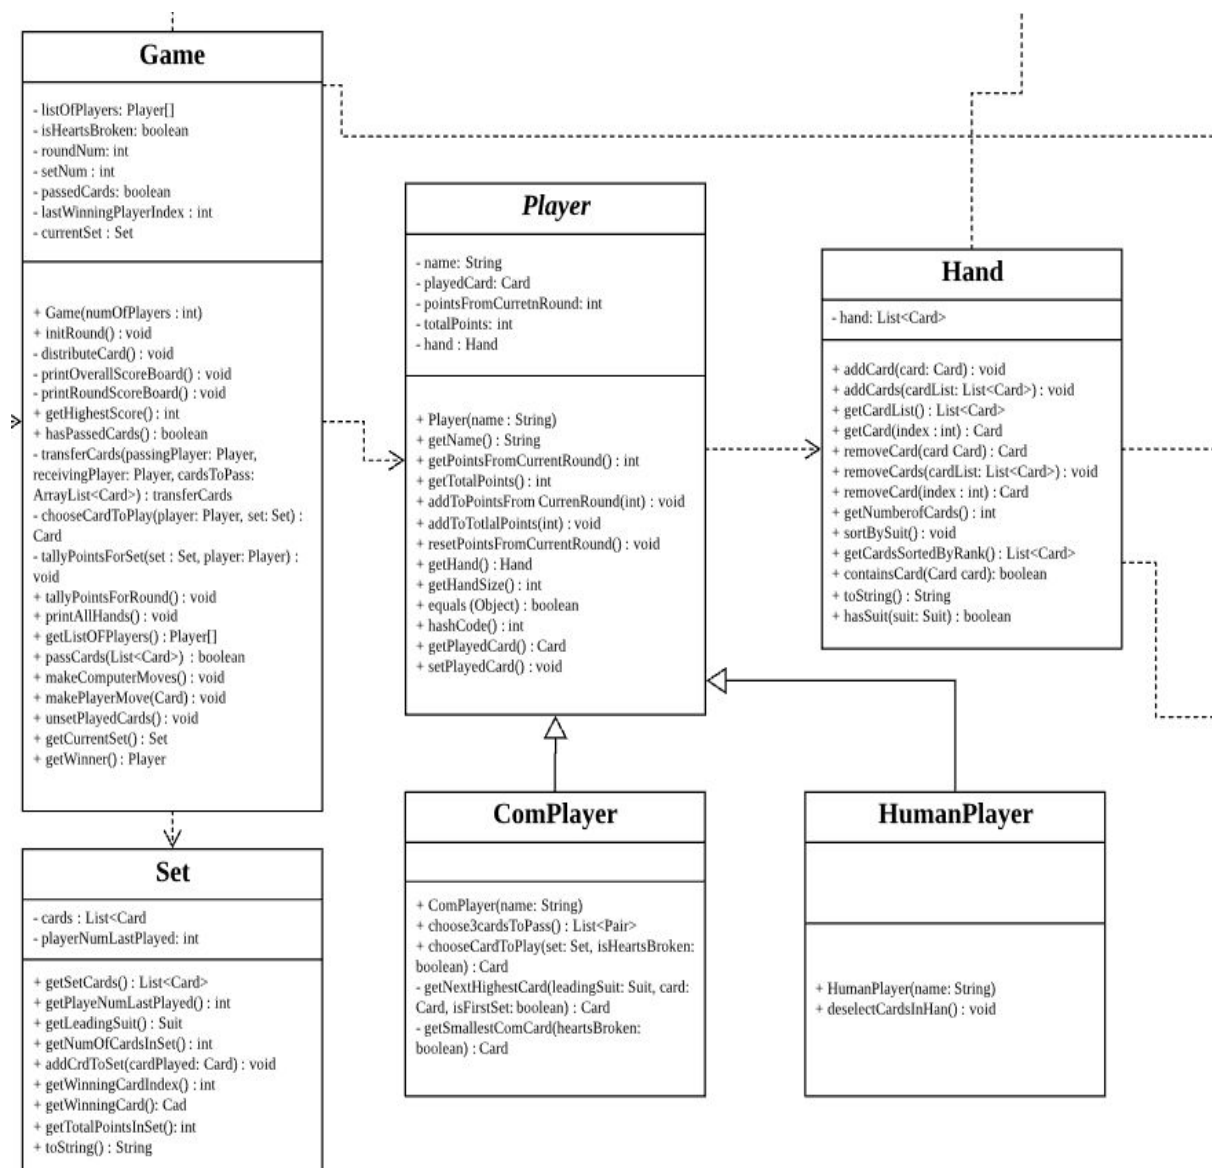 Game
- listOfPlayers: Player[]
- isHeartsBroken: boolean
- roundNum: int
- setNum : int
- passedCards: boolean
- lastWinningPlayerIndex : int
- currentSet : Set
+ Game(numOfPlayers : int)
+ initRound() : void
- distributeCard() : void
- printOverallScoreBoard() : void
- printRoundScoreBoard() : void
+ getHighestScore() : int
+ hasPassedCards() : boolean
- transferCards(passingPlayer: Player,
receivingPlayer: Player, cardsToPass:
ArrayList<Card>) : transferCards
- chooseCardToPlay(player: Player, set: Set) :
Card
- tallyPointsForSet(set : Set, player: Player) :
void
+ tallyPointsForRound() : void
+ printAllHands() : void
+ getListOFPlayers() : Player[]
+ passCards(List<Card>) : boolean
+ makeComputerMoves() : void
+ makePlayerMove(Card) : void
+ unsetPlayedCards() : void
+ getCurrentSet() : Set
+ getWinner() : Player
Set
- cards : List<Card
- playerNumLastPlayed: int
+ getSetCards() : List<Card>
+ getPlayeNumLastPlayed() : int
+ getLeadingSuit() : Suit
+ getNumOfCardsInSet() : int
+ addCrdToSet(cardPlayed: Card) : void
+ getWinningCardIndex() : int
+ getWinningCard(): Cad
+ getTotalPointsInSet(): int
+ toString() : String
Player
- name: String
- playedCard: Card
- pointsFromCurretnRound: int
- totalPoints: int
- hand : Hand
+ Player(name : String)
+ getName() : String
+ getPointsFromCurrentRound() : int
+ getTotalPoints() : int
+ addToPointsFrom CurrenRound(int) : void
+ addToTotlalPoints(int) : void
+ resetPointsFromCurrentRound() : void
+ getHand() : Hand
+ getHandSize() : int
+ equals (Object) : boolean
+ hashCode() : int
+ getPlayedCard() : Card
+ setPlayedCard() : void
Hand
- hand: List<Card>
+ addCard(card: Card) : void
+ addCards(cardList: List<Card>) : void
+ getCardList() : List<Card>
+ getCard(index : int) : Card
+ removeCard(card Card) : Card
+ removeCards(cardList: List<Card>) : void
+ removeCard(index : int) : Card
+ getNumberofCards() : int
+ sortBySuit() : void
+ getCardsSortedByRank() : List<Card>
+ containsCard(Card card): boolean
+ toString() : String
+ hasSuit(suit: Suit) : boolean
ComPlayer
+ ComPlayer(name: String)
+ choose3cardsToPass() : List<Pair>
+ chooseCardToPlay(set: Set, isHeartsBroken:
boolean) : Card
- getNextHighestCard(leadingSuit: Suit, card:
Card, isFirstSet: boolean) : Card
- getSmallestComCard(heartsBroken:
boolean) : Card
HumanPlayer
+ HumanPlayer(name: String)
+ deselectCardsInHan() : void